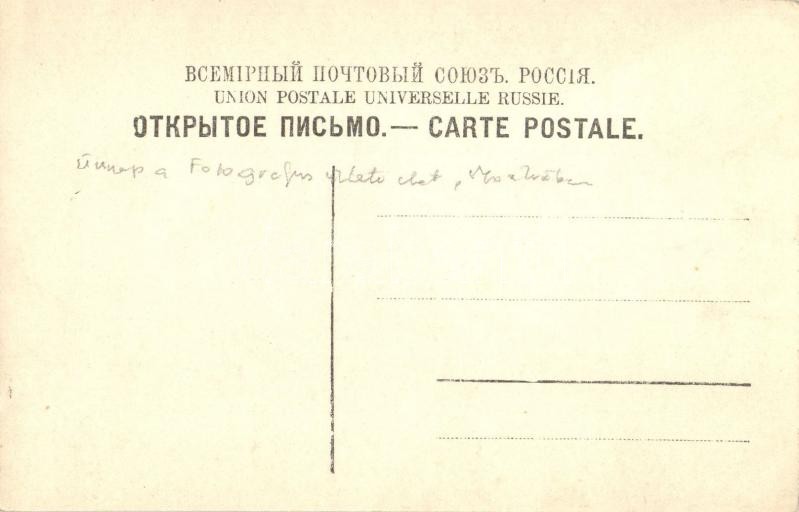 ВСЕМІРНЫЙ ПОЧТОВЫЙ СОЮЗЪ. РОССІЯ.
UNION POSTALE UNIVERSELLE RUSSIE.
ОТКРЫТОЕ ПИСЬМО.— CARTE POSTALE.
a